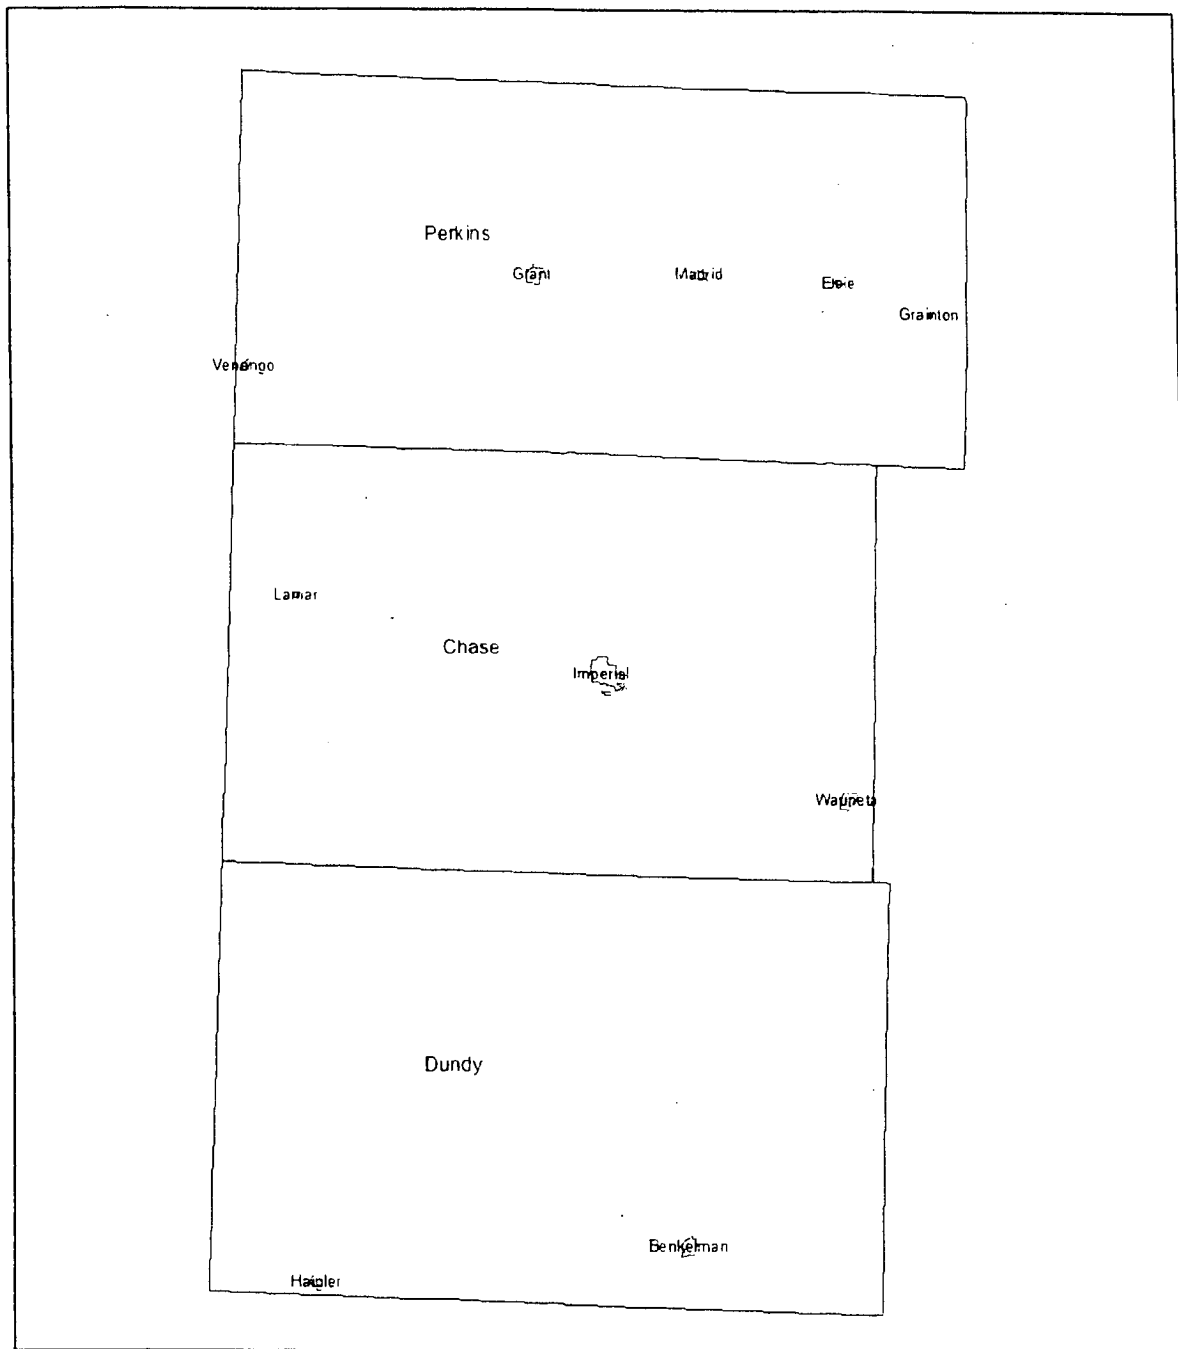 Perkins
Grant
Madrid
Elsie
Grainton
Venango
Lamar
Chase
Imperial
Wauneta
Dundy
Benkelman
Haigler